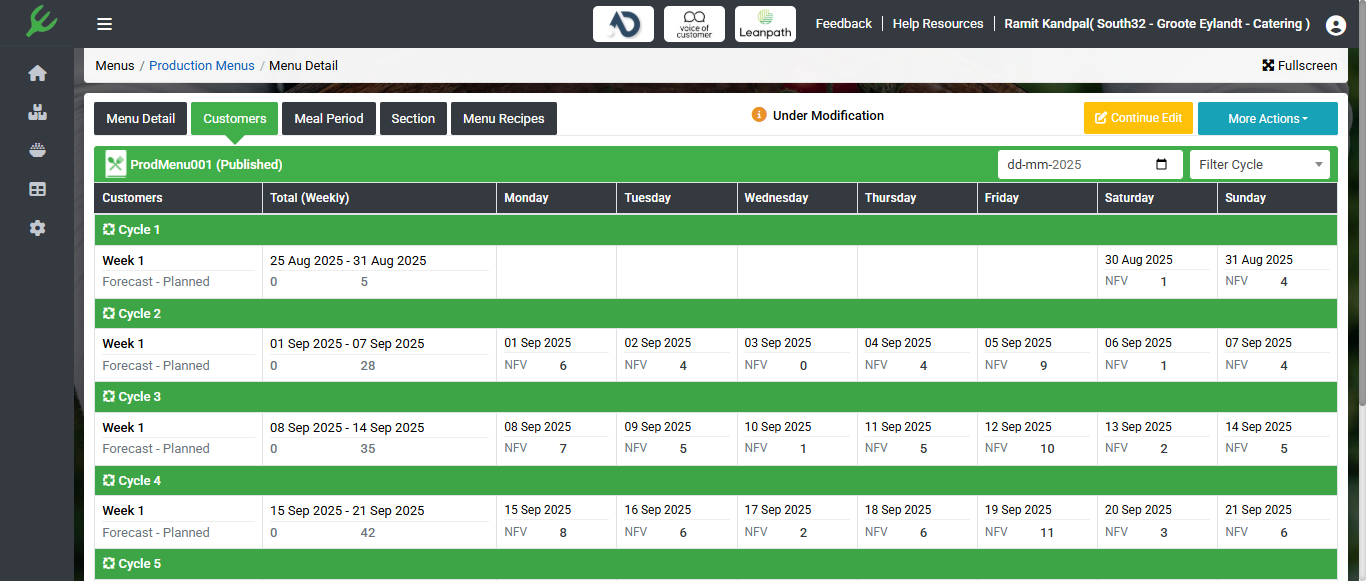 voice of customer
Leanpath
Feedback
Help Resources
Ramit Kandpal( South32 - Groote Eylandt - Catering )
Menus / Production Menus / Menu Detail
Fullscreen
Menu Detail
Customers
Meal Period
Section
Menu Recipes
Under Modification
Continue Edit
More Actions
ProdMenu001 (Published)
dd-mm-2025
Filter Cycle
Customers Total (Weekly) Monday Tuesday Wednesday Thursday Friday Saturday Sunday
Cycle 1
Week 1 25 Aug 2025 - 31 Aug 2025 30 Aug 2025 31 Aug 2025
Forecast - Planned 0 5 NFV 1 NFV 4
Cycle 2
Week 1 01 Sep 2025 - 07 Sep 2025 01 Sep 2025 02 Sep 2025 03 Sep 2025 04 Sep 2025 05 Sep 2025 06 Sep 2025 07 Sep 2025
Forecast - Planned 0 28 NFV 6 NFV 4 NFV 0 NFV 4 NFV 9 NFV 1 NFV 4
Cycle 3
Week 1 08 Sep 2025 - 14 Sep 2025 08 Sep 2025 09 Sep 2025 10 Sep 2025 11 Sep 2025 12 Sep 2025 13 Sep 2025 14 Sep 2025
Forecast - Planned 0 35 NFV 7 NFV 5 NFV 1 NFV 5 NFV 10 NFV 2 NFV 5
Cycle 4
Week 1 15 Sep 2025 - 21 Sep 2025 15 Sep 2025 16 Sep 2025 17 Sep 2025 18 Sep 2025 19 Sep 2025 20 Sep 2025 21 Sep 2025
Forecast - Planned 0 42 NFV 8 NFV 6 NFV 2 NFV 6 NFV 11 NFV 3 NFV 6
Cycle 5